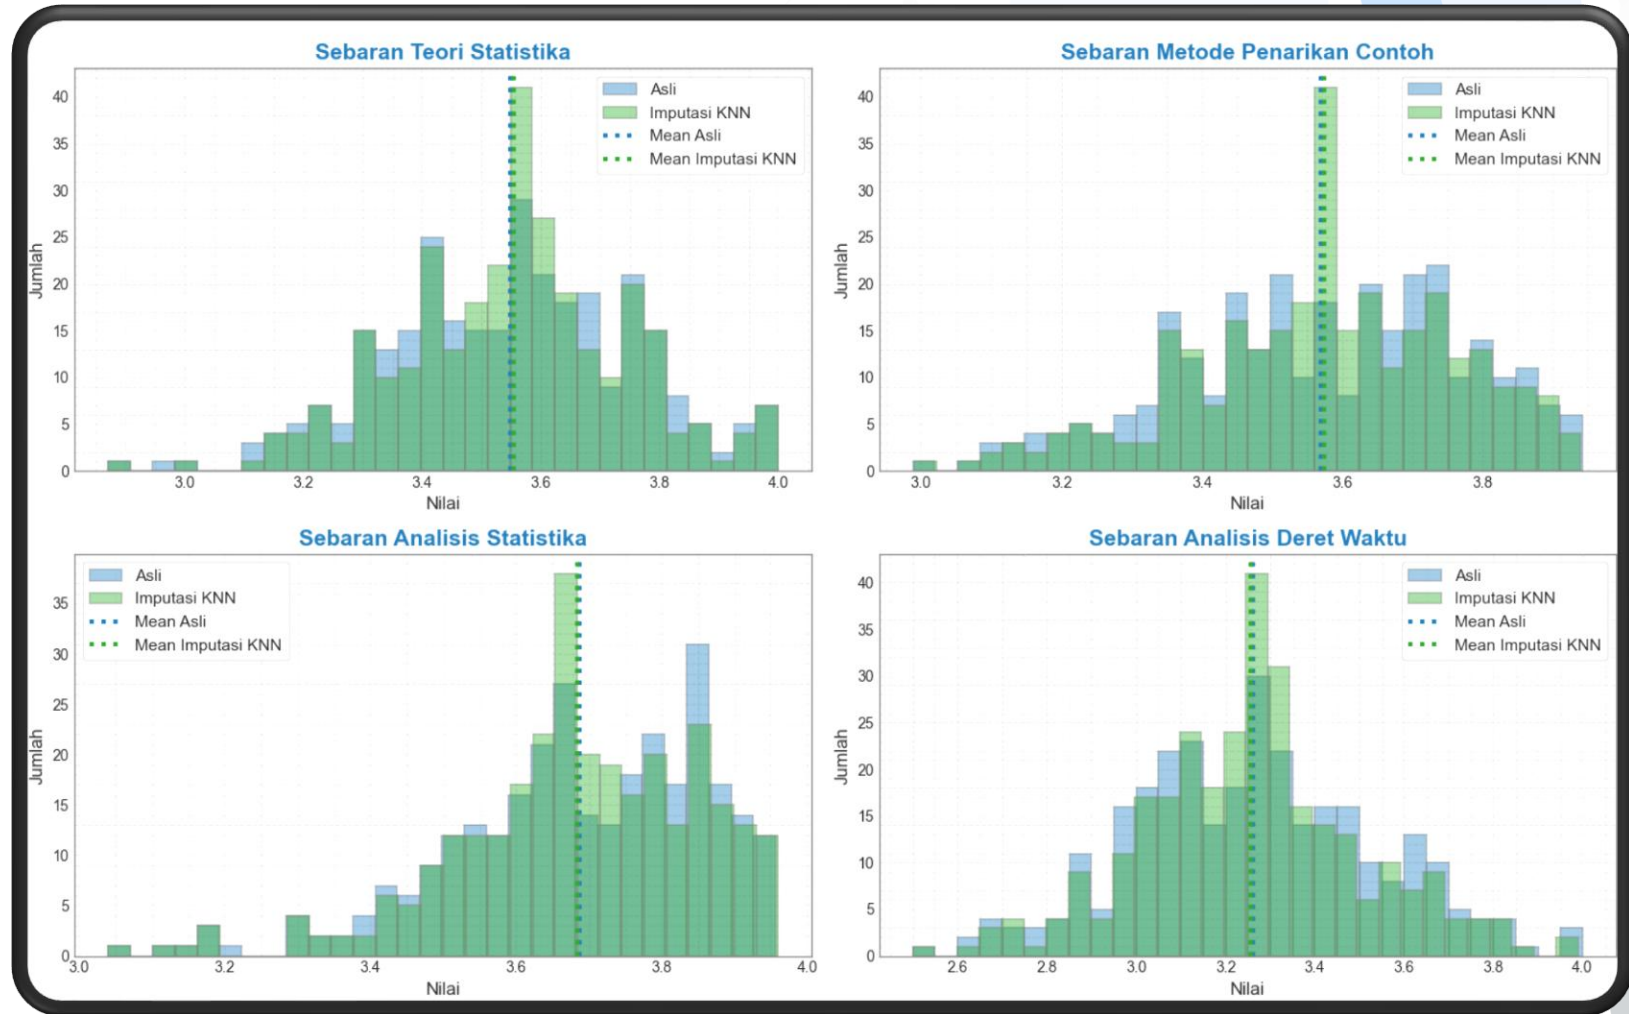 Sebaran Teori Statistika
Asli
Imputasi KNN
Mean Asli
Mean Imputasi KNN
Jumlah
40
35
30
25
20
15
10
5
0
3.0 3.2 3.4 3.6 3.8 4.0
Nilai
Sebaran Metode Penarikan Contoh
Asli
Imputasi KNN
Mean Asli
Mean Imputasi KNN
Jumlah
40
35
30
25
20
15
10
5
0
3.0 3.2 3.4 3.6 3.8
Nilai
Sebaran Analisis Statistika
Asli
Imputasi KNN
Mean Asli
Mean Imputasi KNN
Jumlah
35
30
25
20
15
10
5
0
3.0 3.2 3.4 3.6 3.8 4.0
Nilai
Sebaran Analisis Deret Waktu
Asli
Imputasi KNN
Mean Asli
Mean Imputasi KNN
Jumlah
40
35
30
25
20
15
10
5
0
2.6 2.8 3.0 3.2 3.4 3.6 3.8 4.0
Nilai